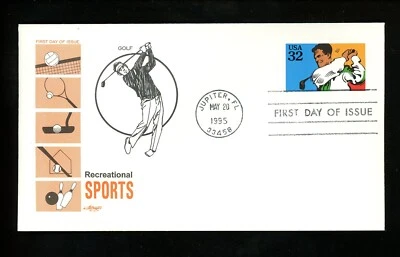 FIRST DAY OF ISSUE
GOLF
Recreational
SPORTS
JUPITER, FL
MAY 20
1995
33458
USA
32
FIRST DAY OF ISSUE